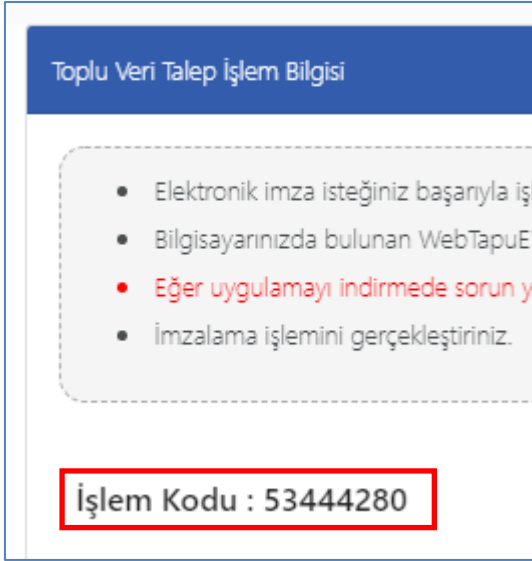 Toplu Veri Talep İşlem Bilgisi
Elektronik imza isteğiniz başarıyla
Bilgisayarınızda bulunan
Eğer uygulamayı indirmede sorun
İmzalama işlemini gerçekleştiriniz.
İşlem Kodu : 53444280